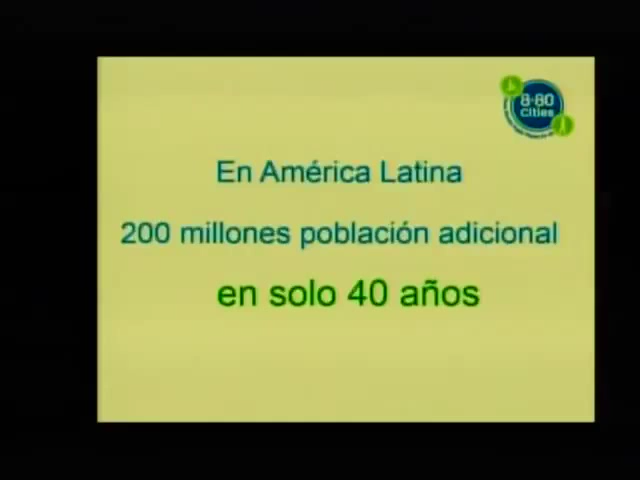 8-80
Cities
En América Latina
200 millones población adicional
en solo 40 años